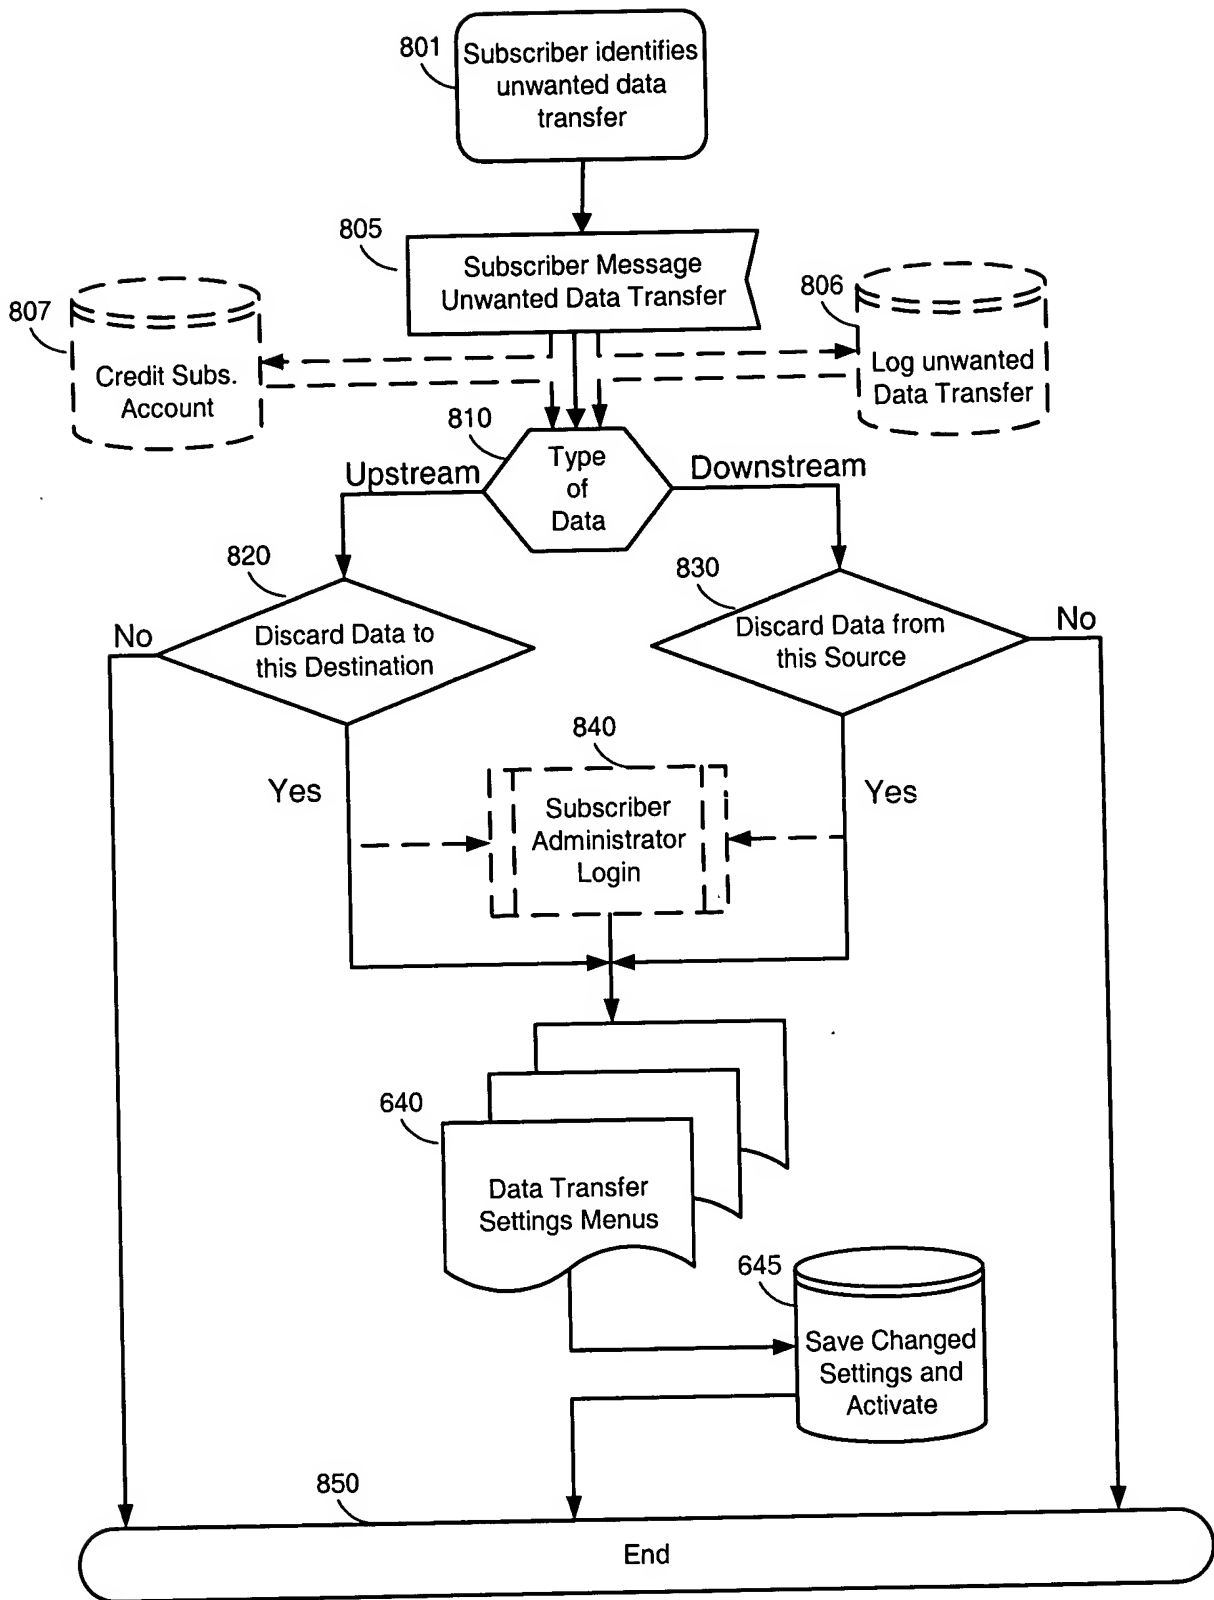 801
Subscriber identifies
unwanted data
transfer
805
Subscriber Message
Unwanted Data Transfer
807
Credit Subs.
Account
806
Log unwanted
Data Transfer
810
Type
of
Data
Upstream
Downstream
820
Discard Data to
this Destination
No
830
Discard Data from
this Source
No
Yes
840
Subscriber
Administrator
Login
Yes
640
Data Transfer
Settings Menus
645
Save Changed
Settings and
Activate
850
End